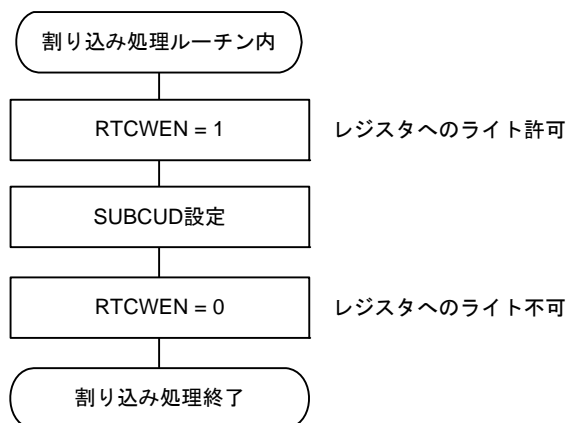 割り込み処理ルーチン内
RTCWEN = 1 レジスタへのライト許可
SUBCUD設定
RTCWEN = 0 レジスタへのライト不可
割り込み処理終了